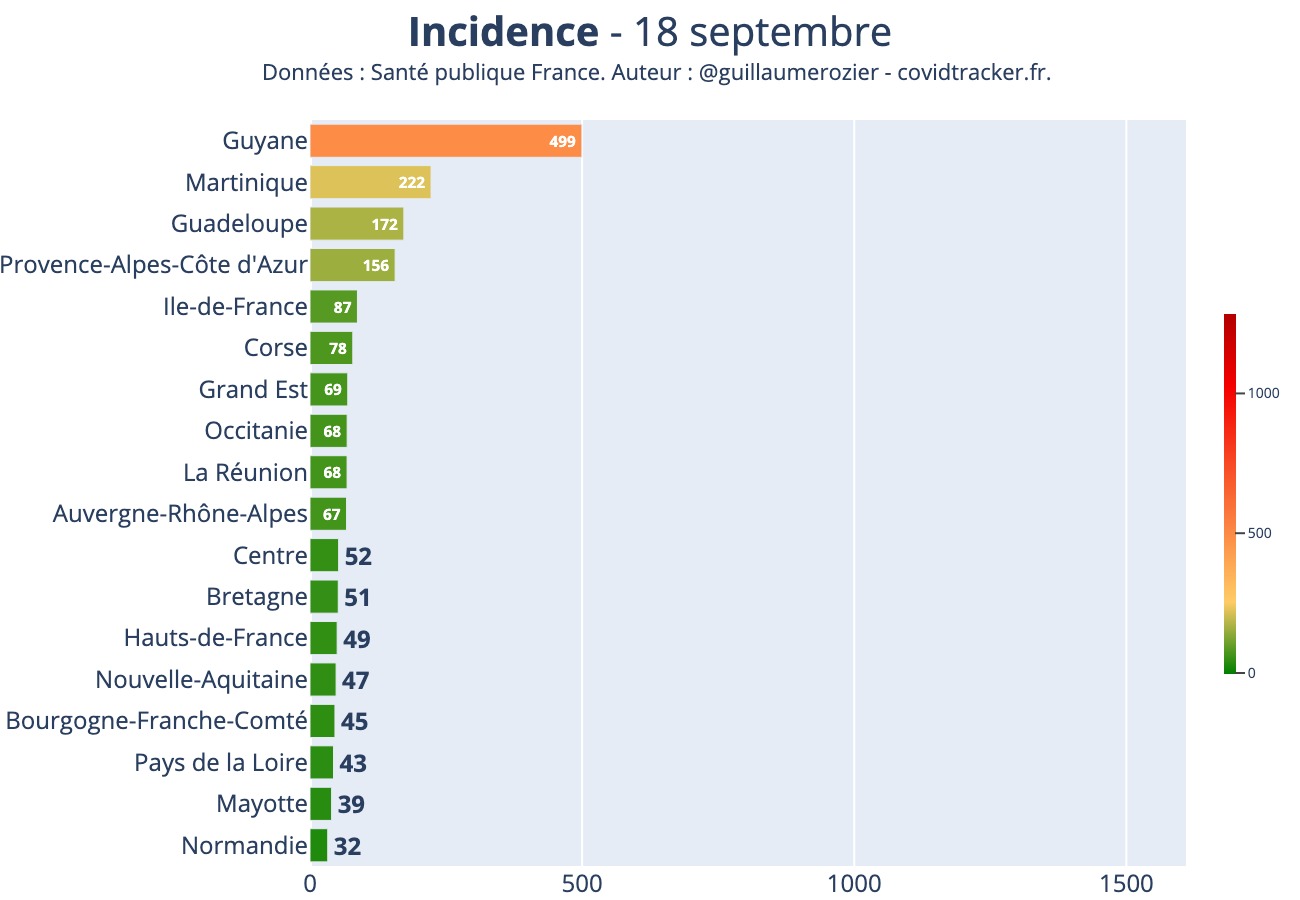 Incidence - 18 septembre
Données : Santé publique France. Auteur : @guillaumerozier - covidtracker.fr.
Guyane 499
Martinique 222
Guadeloupe 172
Provence-Alpes-Côte d'Azur 156
Ile-de-France 87
Corse 78
Grand Est 69
Occitanie 68
La Réunion 68
Auvergne-Rhône-Alpes 67
Centre 52
Bretagne 51
Hauts-de-France 49
Nouvelle-Aquitaine 47
Bourgogne-Franche-Comté 45
Pays de la Loire 43
Mayotte 39
Normandie 32
0 500 1000 1500
1000
500
0